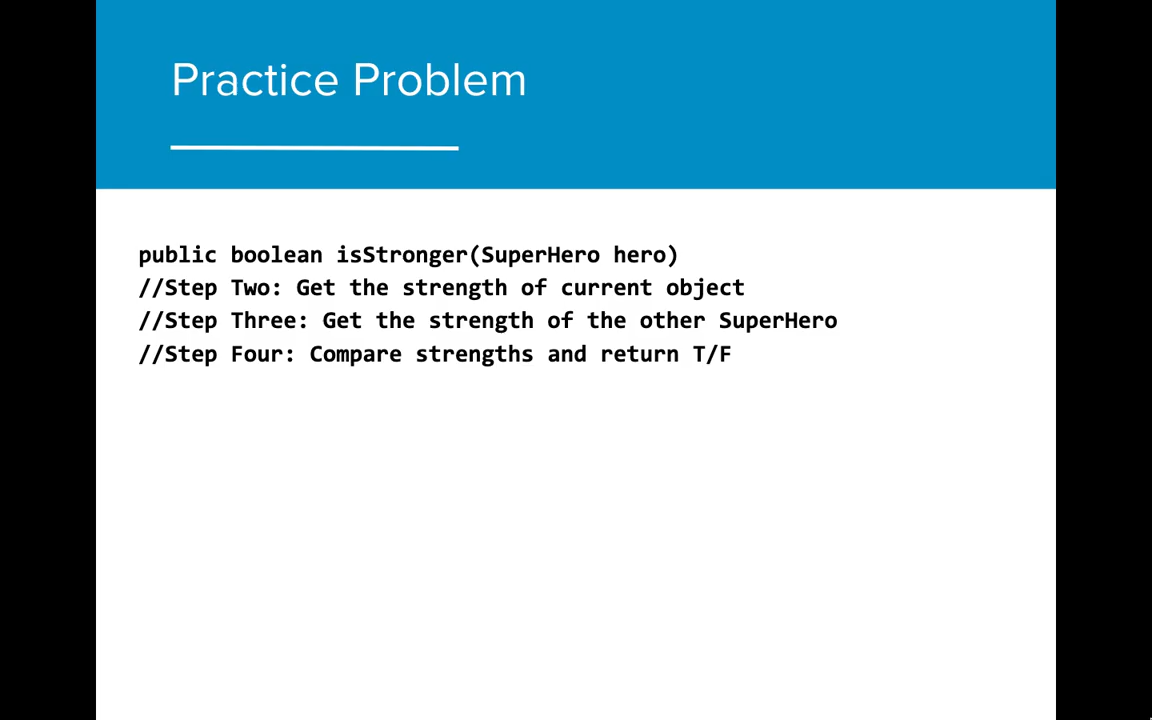 Practice Problem
public boolean isStronger(SuperHero hero)
//Step Two: Get the strength of current object
//Step Three: Get the strength of the other SuperHero
//Step Four: Compare strengths and return T/F